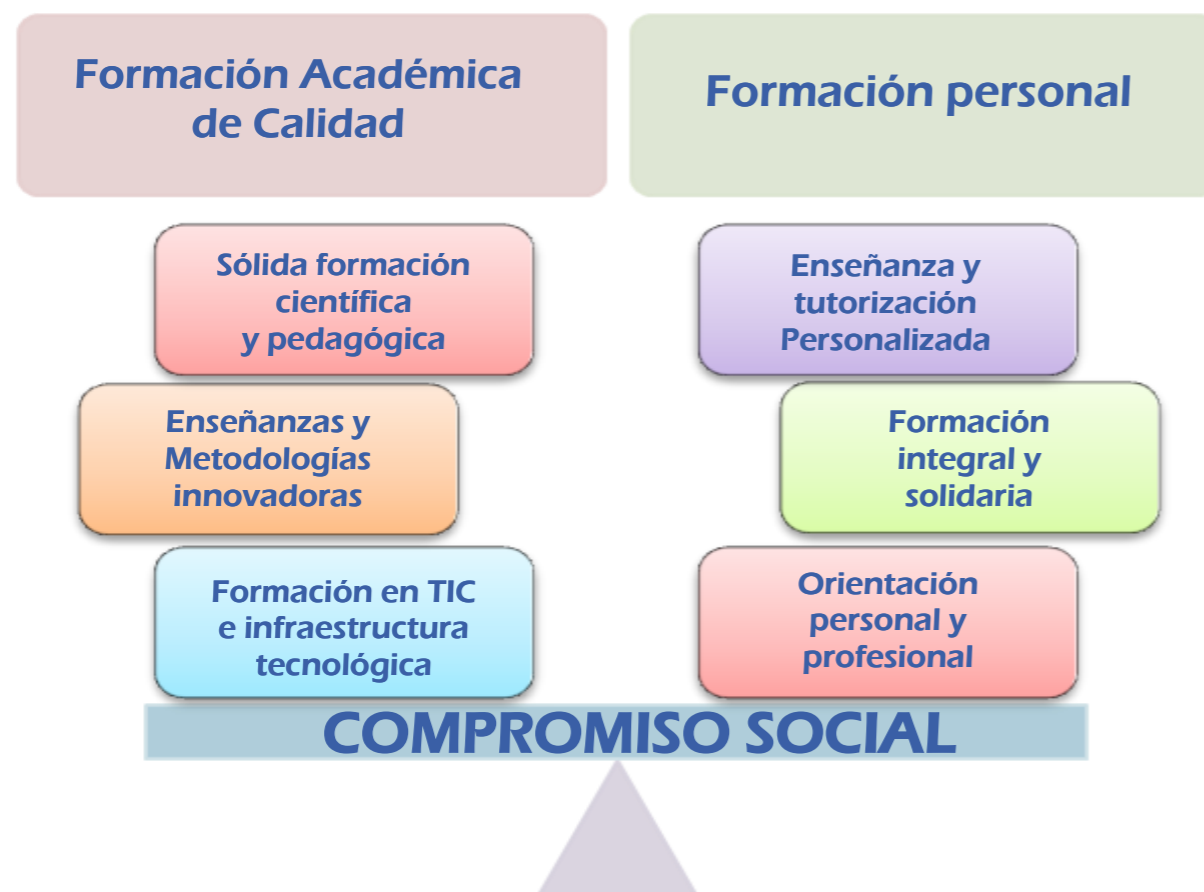 Formación Académica
de Calidad
Formación personal
Sólida formación
científica
y pedagógica
Enseñanzas y
Metodologías
innovadoras
Formación en TIC
e infraestructura
tecnológica
Enseñanza y
tutorización
Personalizada
Formación
integral y
solidaria
Orientación
personal y
profesional
COMPROMISO SOCIAL